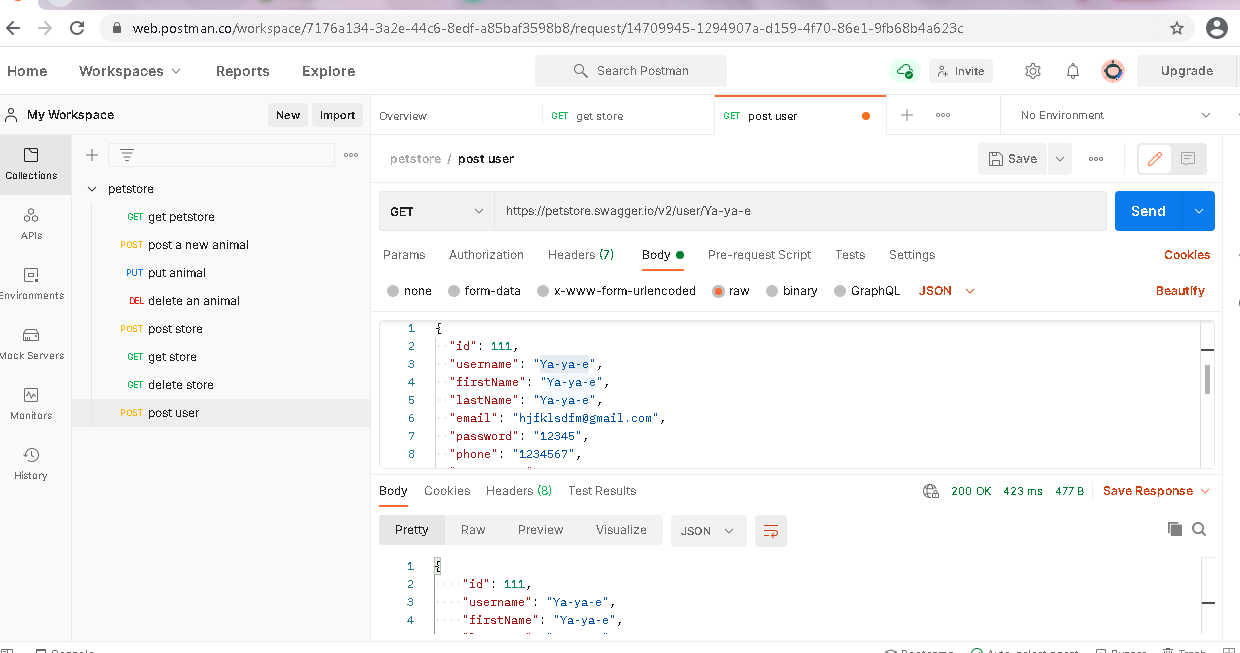 web.postman.co/workspace/7176a134-3a2e-44c6-8edf-a85baf3598b8/request/14709945-1294907a-d159-4f70-86e1-9fb68b4a623c
Home Workspaces Reports Explore Search Postman Invite Upgrade
My Workspace New Import
Overview GET get store GET post user No Environment
Collections
APIs
Environments
Mock Servers
Monitors
History
petstore
GET get petstore
POST post a new animal
PUT put animal
DEL delete an animal
POST post store
GET get store
GET delete store
POST post user
petstore / post user Save
GET https://petstore.swagger.io/v2/user/Ya-ya-e Send
Params Authorization Headers (7) Body Pre-request Script Tests Settings Cookies
none form-data x-www-form-urlencoded raw binary GraphQL JSON Beautify
1 {
2 "id": 111,
3 "username": "Ya-ya-e",
4 "firstName": "Ya-ya-e",
5 "lastName": "Ya-ya-e",
6 "email": "hjfklsdfm@gmail.com",
7 "password": "12345",
8 "phone": "1234567",
Body Cookies Headers (8) Test Results 200 OK 423 ms 477 B Save Response
Pretty Raw Preview Visualize JSON
1 {
2 "id": 111,
3 "username": "Ya-ya-e",
4 "firstName": "Ya-ya-e",